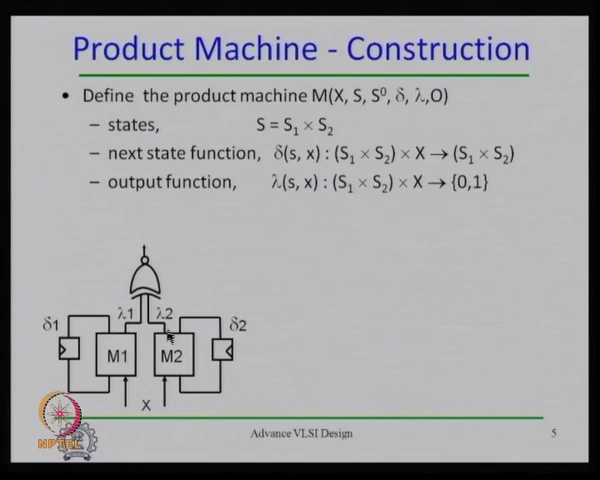 Product Machine - Construction
• Define the product machine M(X, S, S⁰, δ, λ,O)
– states, S = S₁ × S₂
– next state function, δ(s, x) : (S₁ × S₂) × X → (S₁ × S₂)
– output function, λ(s, x) : (S₁ × S₂) × X → {0,1}
λ1 λ2
δ1 δ2
M1 M2
X
NPTEL
Advance VLSI Design 5